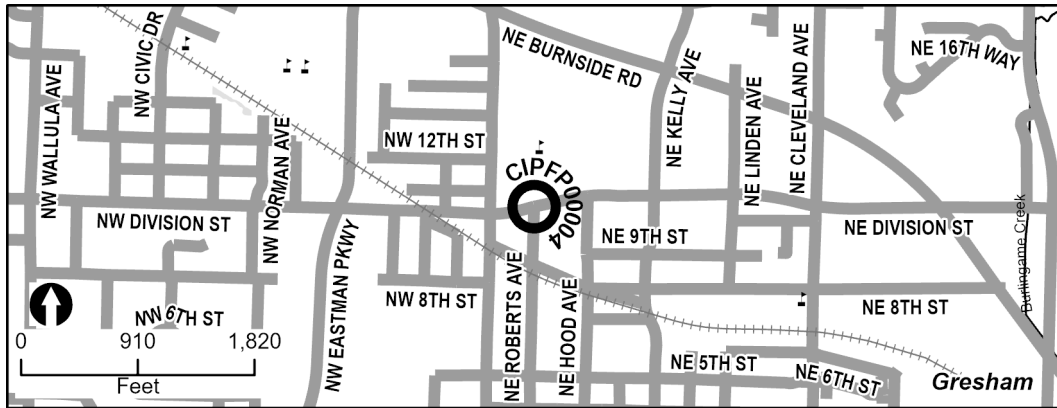 NW WALLULA AVE
NW CIVIC DR
NW NORMAN AVE
NW DIVISION ST
NW 6TH ST
NW EASTMAN PKWY
NW 12TH ST
NW 8TH ST
NE BURNSIDE RD
CIPFP00004
NE ROBERTS AVE
NE HOOD AVE
NE 9TH ST
NE KELLY AVE
NE LINDEN AVE
NE CLEVELAND AVE
NE 16TH WAY
NE DIVISION ST
NE 8TH ST
NE 5TH ST
NE 6TH ST
Burlingame Creek
Gresham
0 910 1,820
Feet